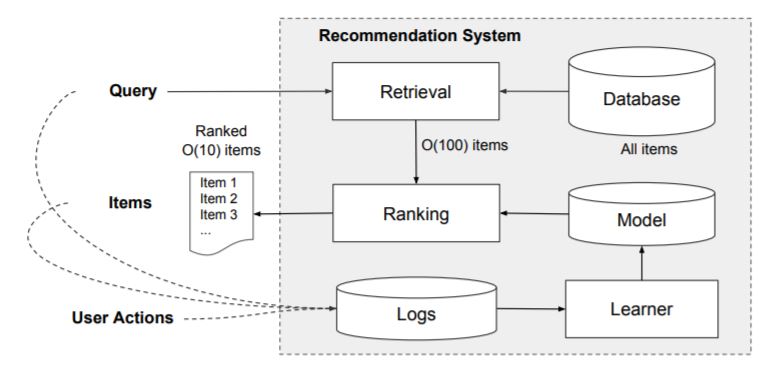 Recommendation System
Query
Retrieval
Database
Ranked
O(10) items
O(100) items
All items
Items
Item 1
Item 2
Item 3
...
Ranking
Model
User Actions
Logs
Learner